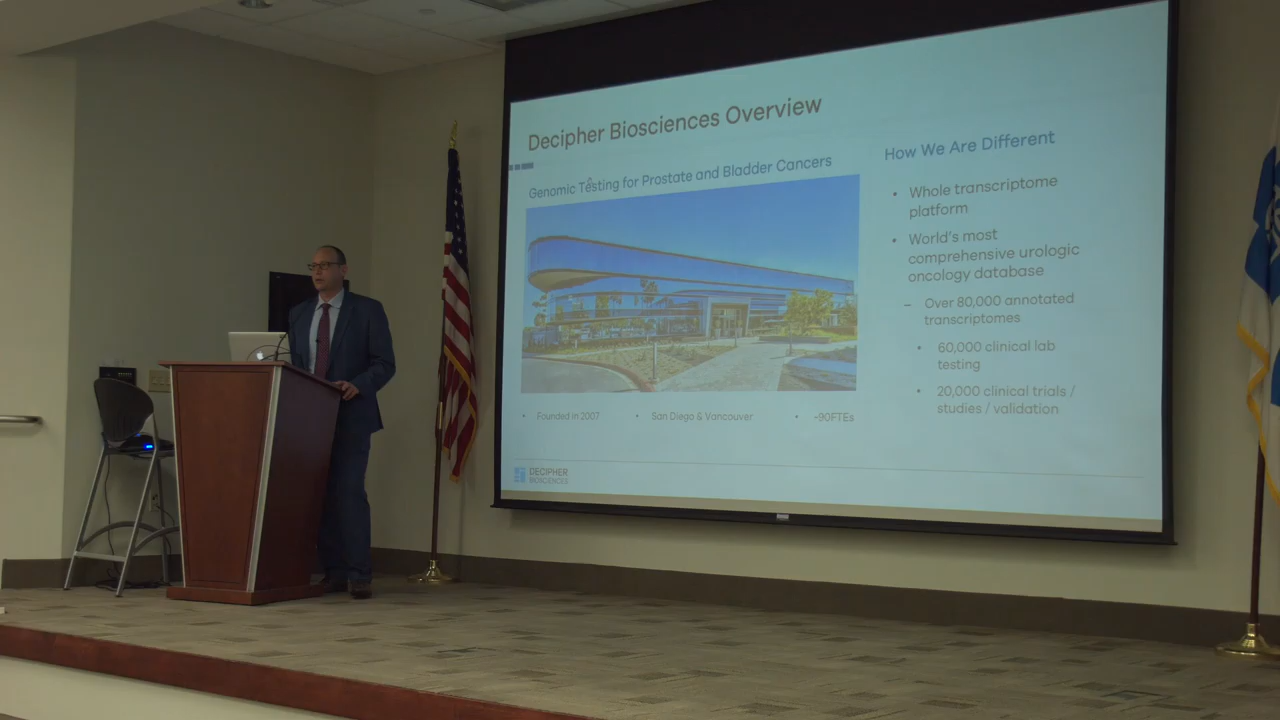 Decipher Biosciences Overview
Genomic Testing for Prostate and Bladder Cancers
• Founded in 2007
• San Diego & Vancouver
• ~90FTEs
DECIPHER
BIOSCIENCES
How We Are Different
• Whole transcriptome
platform
• World's most
comprehensive urologic
oncology database
– Over 80,000 annotated
transcriptomes
• 60,000 clinical lab
testing
• 20,000 clinical trials /
studies / validation